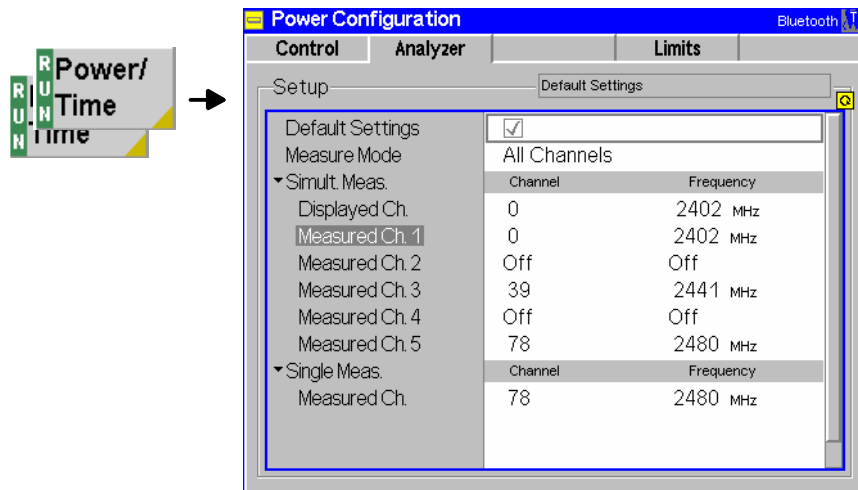 Power Configuration
Bluetooth
Control Analyzer Limits
RUN Power/
Time
RUN
Time
Setup Default Settings
Default Settings
Measure Mode All Channels
Simult. Meas. Channel Frequency
Displayed Ch. 0 2402 MHz
Measured Ch. 1 0 2402 MHz
Measured Ch. 2 Off Off
Measured Ch. 3 39 2441 MHz
Measured Ch. 4 Off Off
Measured Ch. 5 78 2480 MHz
Single Meas. Channel Frequency
Measured Ch. 78 2480 MHz